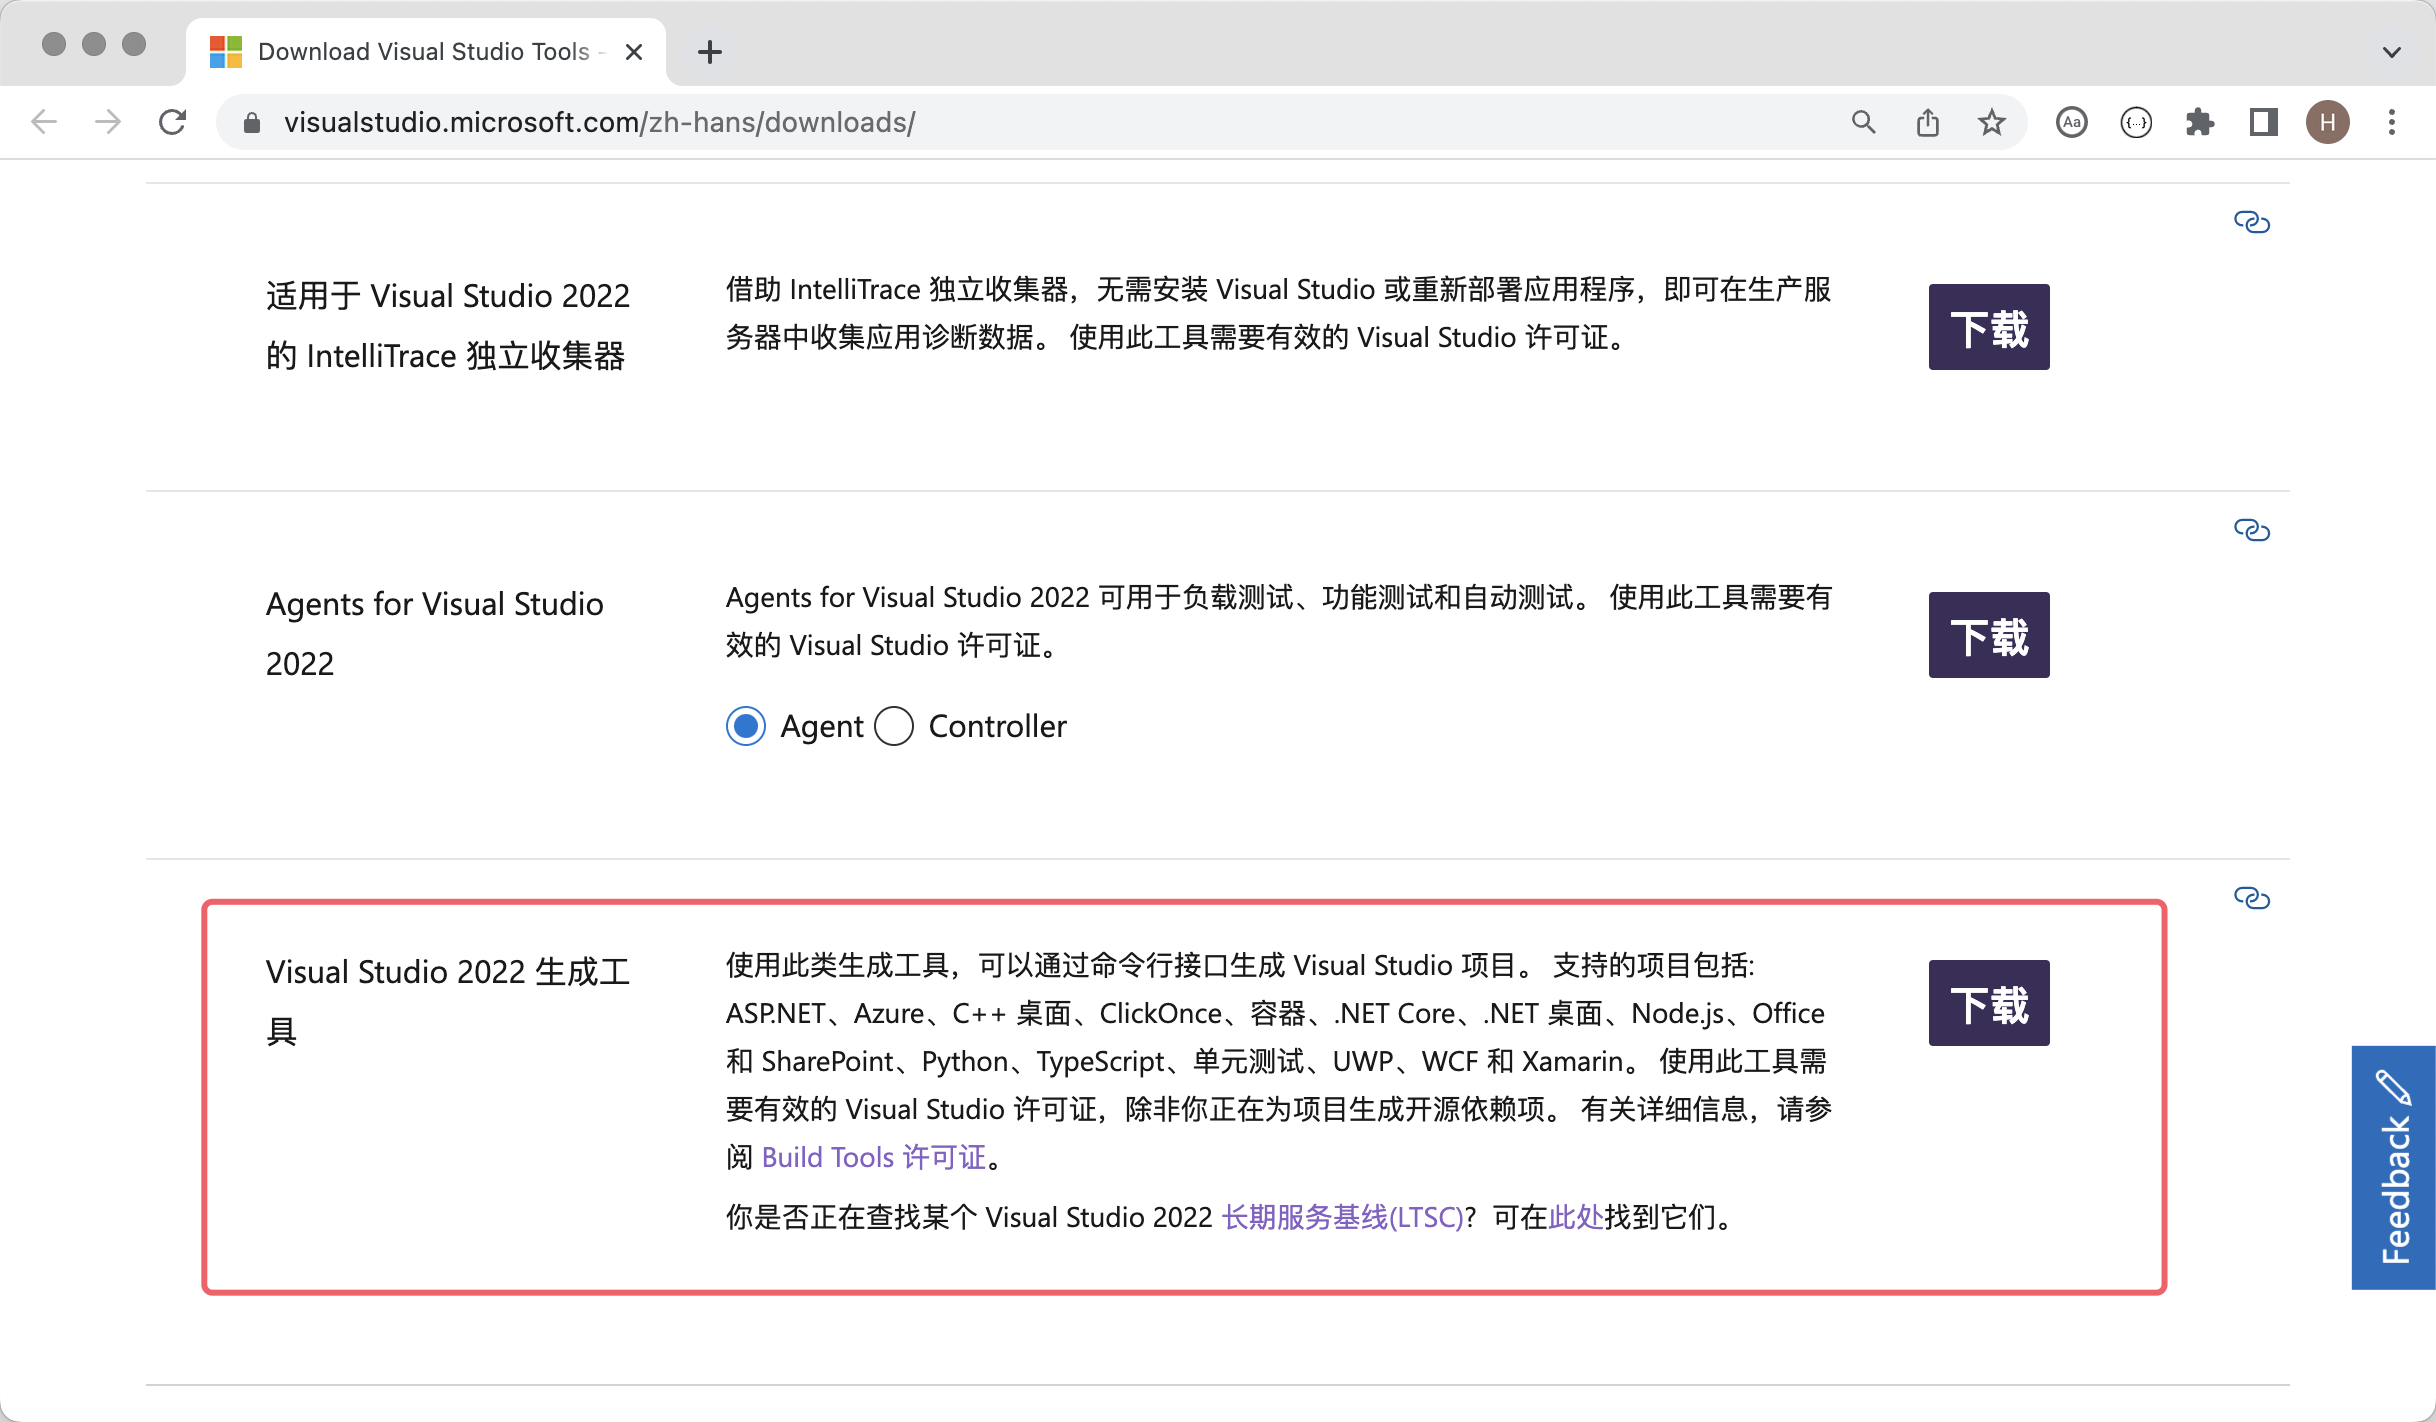 Download Visual Studio Tools -
visualstudio.microsoft.com/zh-hans/downloads/
Aa
{...}
H
适用于 Visual Studio 2022
的 IntelliTrace 独立收集器
借助 IntelliTrace 独立收集器，无需安装 Visual Studio 或重新部署应用程序，即可在生产服
务器中收集应用诊断数据。 使用此工具需要有效的 Visual Studio 许可证。
下载
Agents for Visual Studio
2022
Agents for Visual Studio 2022 可用于负载测试、功能测试和自动测试。 使用此工具需要有
效的 Visual Studio 许可证。
Agent Controller
下载
Visual Studio 2022 生成工
具
使用此类生成工具，可以通过命令行接口生成 Visual Studio 项目。 支持的项目包括:
ASP.NET、Azure、C++ 桌面、ClickOnce、容器、.NET Core、.NET 桌面、Node.js、Office
和 SharePoint、Python、TypeScript、单元测试、UWP、WCF 和 Xamarin。 使用此工具需
要有效的 Visual Studio 许可证，除非你正在为项目生成开源依赖项。 有关详细信息，请参
阅 Build Tools 许可证。
你是否正在查找某个 Visual Studio 2022 长期服务基线(LTSC)？可在此处找到它们。
下载
Feedback